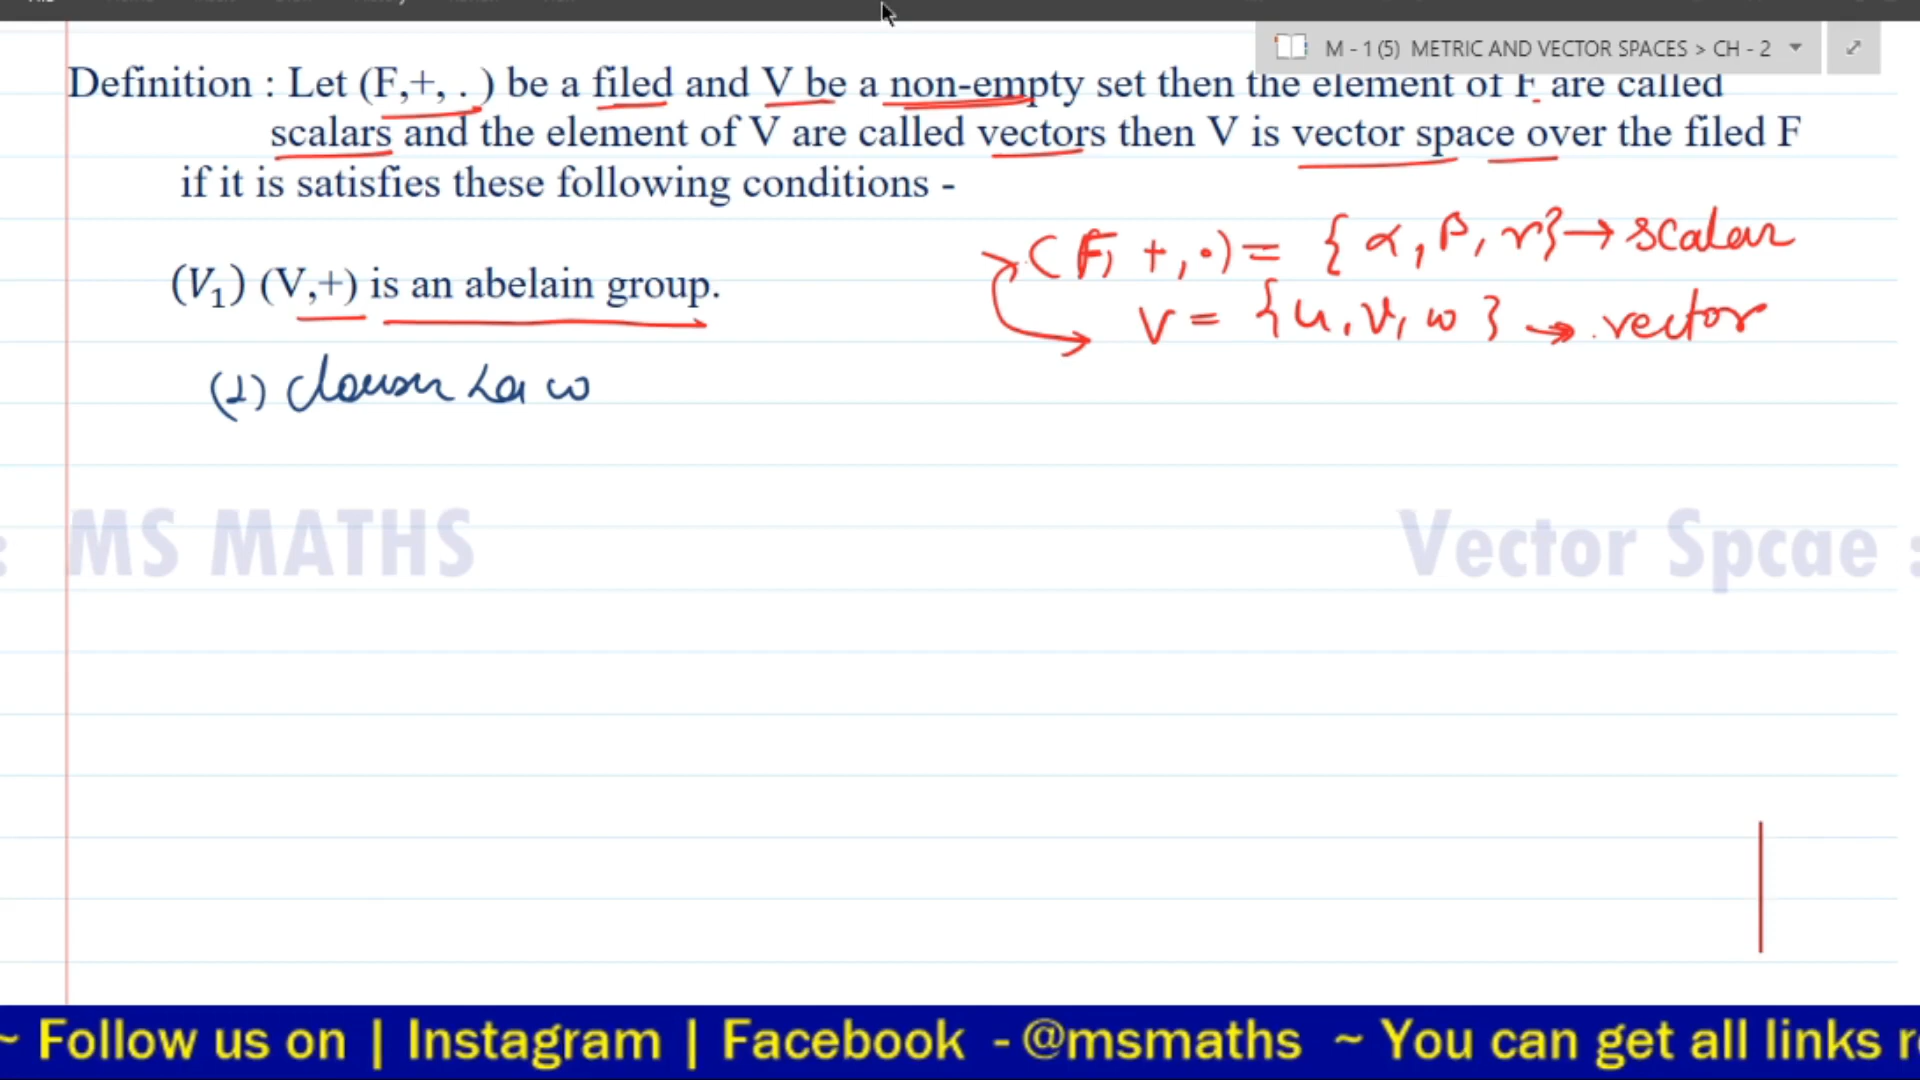 M - 1 (5) METRIC AND VECTOR SPACES > CH - 2
Definition : Let (F,+, . ) be a filed and V be a non-empty set then the element of F are called
scalars and the element of V are called vectors then V is vector space over the filed F
if it is satisfies these following conditions -
(F, +, ·) = { α, β, γ} → scalar
(V₁) (V,+) is an abelain group.
V = {u, v, w } → vector
(1) Closur Law
MS MATHS
Vector Spcae :
~ Follow us on | Instagram | Facebook - @msmaths ~ You can get all links